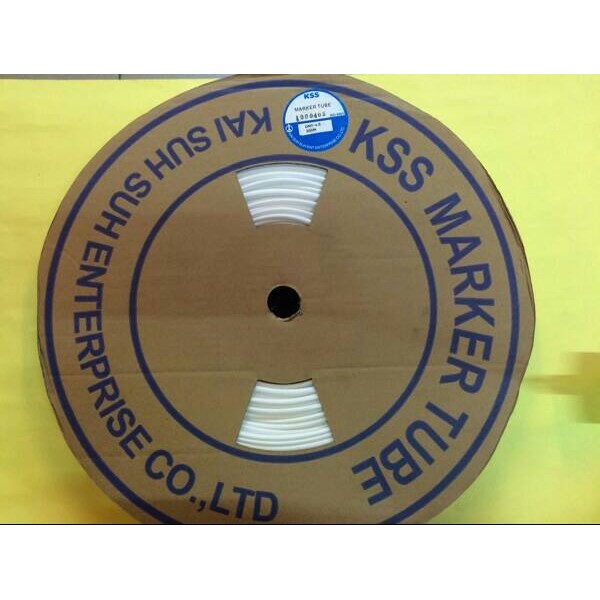 KSS MARKER TUBE
KAI SUH SUH ENTERPRISE CO.,LTD
KSS
MARKER TUBE